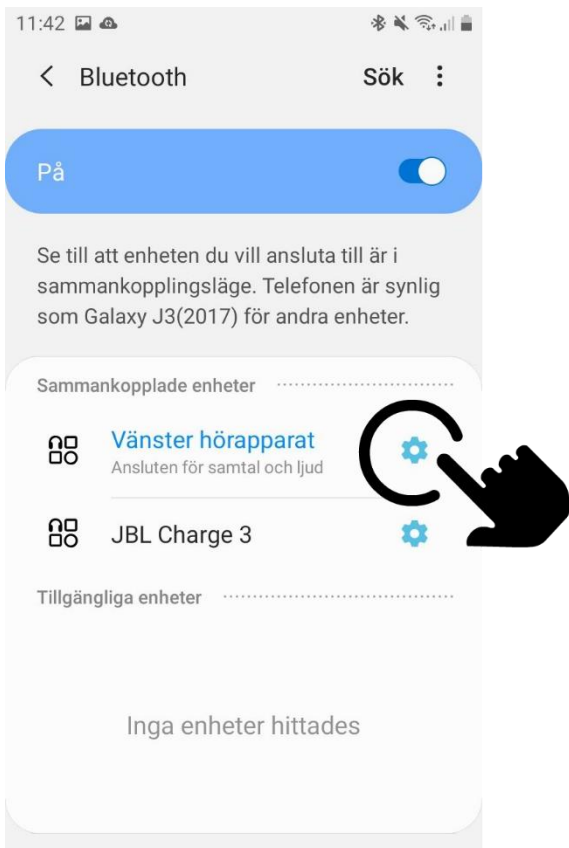 11:42
Bluetooth Sök
På
Se till att enheten du vill ansluta till är i
sammankopplingsläge. Telefonen är synlig
som Galaxy J3(2017) för andra enheter.
Sammankopplade enheter
Vänster hörapparat
Ansluten för samtal och ljud
JBL Charge 3
Tillgängliga enheter
Inga enheter hittades